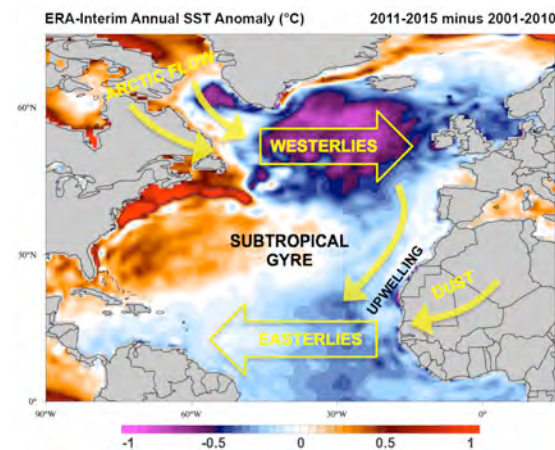 ERA-Interim Annual SST Anomaly (°C) 2011-2015 minus 2001-2010
ARCTIC FLOW
60°N
WESTERLIES
SUBTROPICAL
GYRE
30°N
UPWELLING
DUST
EASTERLIES
0°
90°W 60°W 30°W 0°
-1 -0.5 0 0.5 1